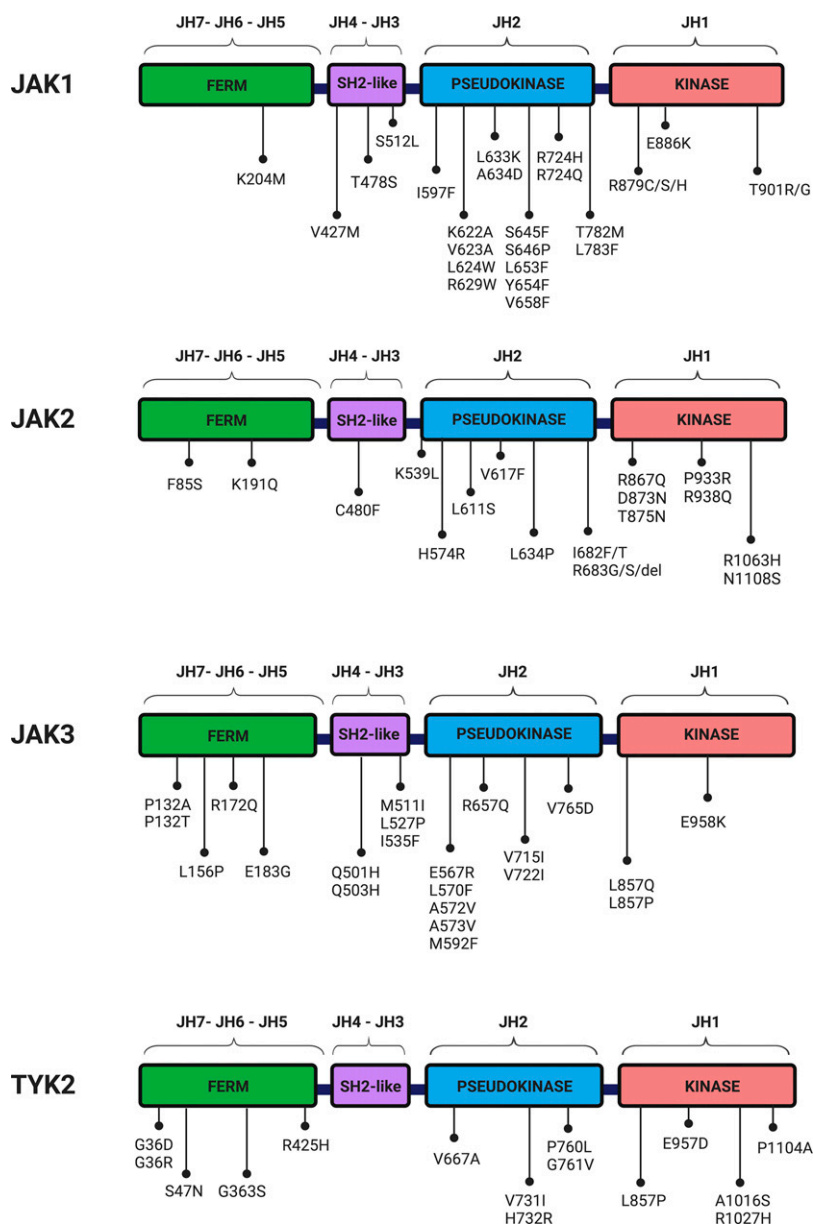 JH7- JH6 - JH5
JH4 - JH3
JH2
JH1
JAK1
FERM
SH2-like
PSEUDOKINASE
KINASE
K204M
V427M
T478S
S512L
I597F
K622A
V623A
L624W
R629W
L633K
A634D
S645F
S646P
L653F
Y654F
V658F
R724H
R724Q
T782M
L783F
R879C/S/H
E886K
T901R/G
JH7- JH6 - JH5
JH4 - JH3
JH2
JH1
JAK2
FERM
SH2-like
PSEUDOKINASE
KINASE
F85S
K191Q
C480F
K539L
H574R
L611S
V617F
L634P
I682F/T
R683G/S/del
R867Q
D873N
T875N
P933R
R938Q
R1063H
N1108S
JH7- JH6 - JH5
JH4 - JH3
JH2
JH1
JAK3
FERM
SH2-like
PSEUDOKINASE
KINASE
P132A
P132T
L156P
R172Q
E183G
Q501H
Q503H
M511I
L527P
I535F
E567R
L570F
A572V
A573V
M592F
R657Q
V715I
V722I
V765D
L857Q
L857P
E958K
JH7- JH6 - JH5
JH4 - JH3
JH2
JH1
TYK2
FERM
SH2-like
PSEUDOKINASE
KINASE
G36D
G36R
S47N
G363S
R425H
V667A
V731I
H732R
P760L
G761V
L857P
E957D
A1016S
R1027H
P1104A